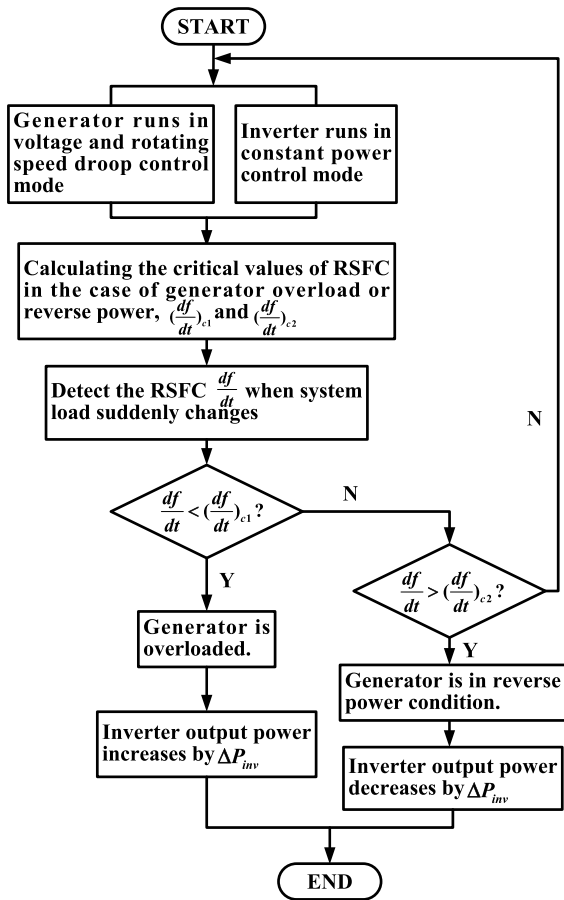 START
Generator runs in
voltage and rotating
speed droop control
mode
Inverter runs in
constant power
control mode
Calculating the critical values of RSFC
in the case of generator overload or
reverse power, (df/dt)c1 and (df/dt)c2
Detect the RSFC df/dt when system
load suddenly changes
N
df/dt < (df/dt)c1 ?
N
Y
df/dt > (df/dt)c2 ?
Y
Generator is
overloaded.
Generator is in reverse
power condition.
Inverter output power
increases by ΔPinv
Inverter output power
decreases by ΔPinv
END